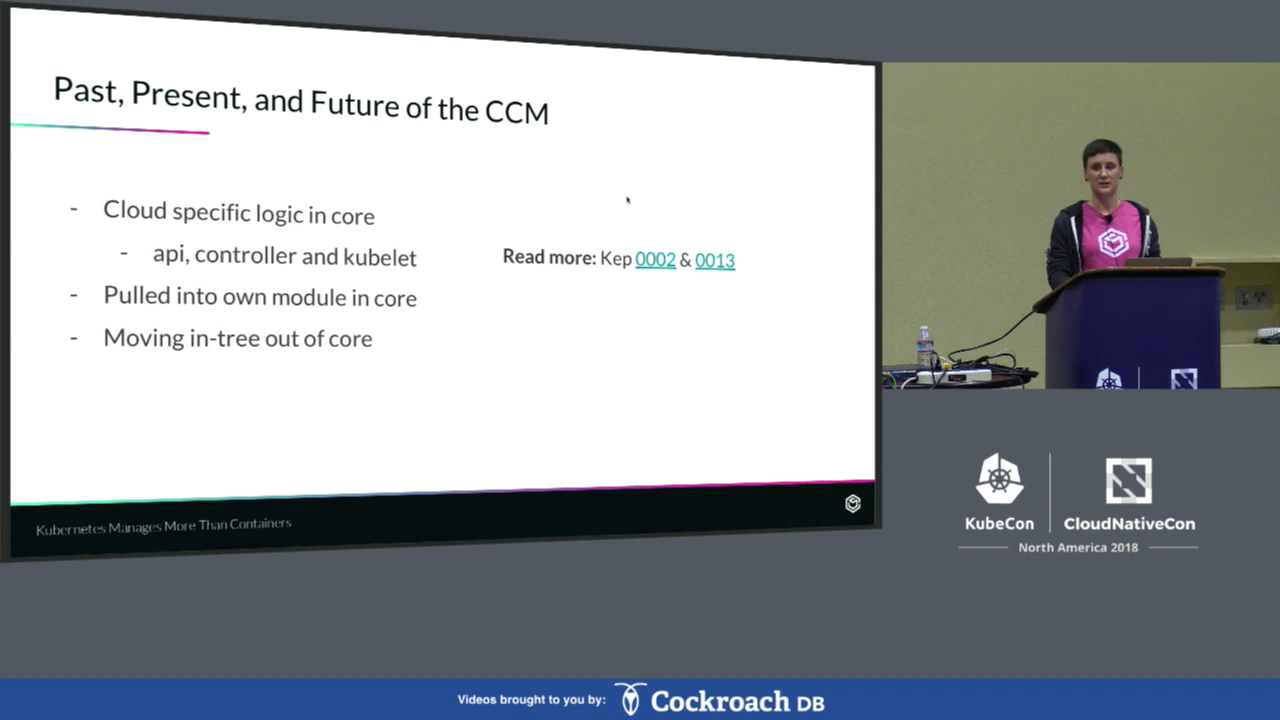 Past, Present, and Future of the CCM
- Cloud specific logic in core
- api, controller and kubelet
- Pulled into own module in core
- Moving in-tree out of core
Read more: Kep 0002 & 0013
Kubernetes Manages More Than Containers
KubeCon
CloudNativeCon
North America 2018
Videos brought to you by:
Cockroach DB